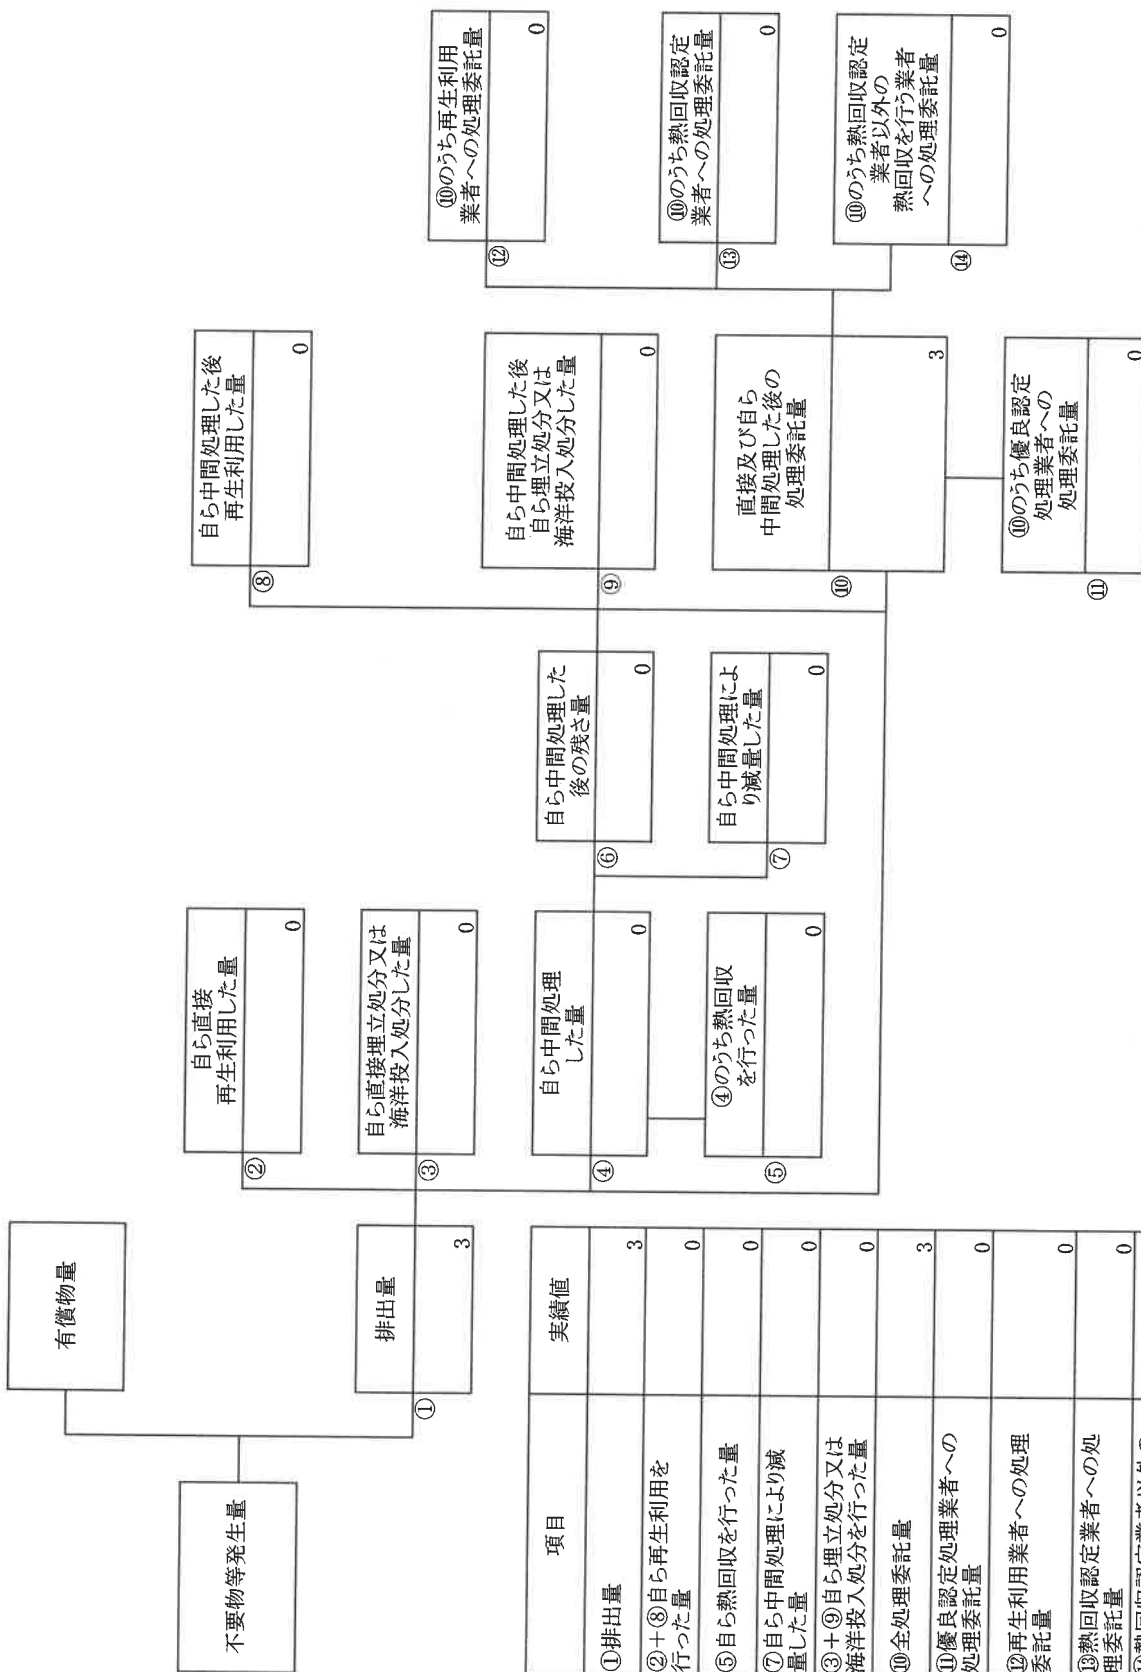 不要物等発生量
有償物量
①
排出量
3
②
自ら直接
再生利用した量
0
③
自ら直接埋立処分又は
海洋投入処分した量
0
④
自ら中間処理
した量
0
⑤
④のうち熱回収
を行った量
0
⑥
自ら中間処理した
後の残さ量
0
⑦
自ら中間処理によ
り減量した量
0
⑧
自ら中間処理した後
再生利用した量
0
⑨
自ら中間処理した後
自ら埋立処分又は
海洋投入処分した量
0
⑩
直接及び自ら
中間処理した後の
処理委託量
3
⑪
⑩のうち優良認定
処理業者への
処理委託量
0
⑫
⑩のうち再生利用
業者への処理委託量
0
⑬
⑩のうち熱回収認定
業者への処理委託量
0
⑭
⑩のうち熱回収認定
業者以外の
熱回収を行う業者
への処理委託量
0
項目 実績値
①排出量 3
②+⑧自ら再生利用を
行った量 0
⑤自ら熱回収を行った量 0
⑦自ら中間処理により減
量した量 0
③+⑨自ら埋立処分又は
海洋投入処分を行った量 0
⑩全処理委託量 3
⑪優良認定処理業者への
処理委託量 0
⑫再生利用業者への処理
委託量 0
⑬熱回収認定業者への処
理委託量 0